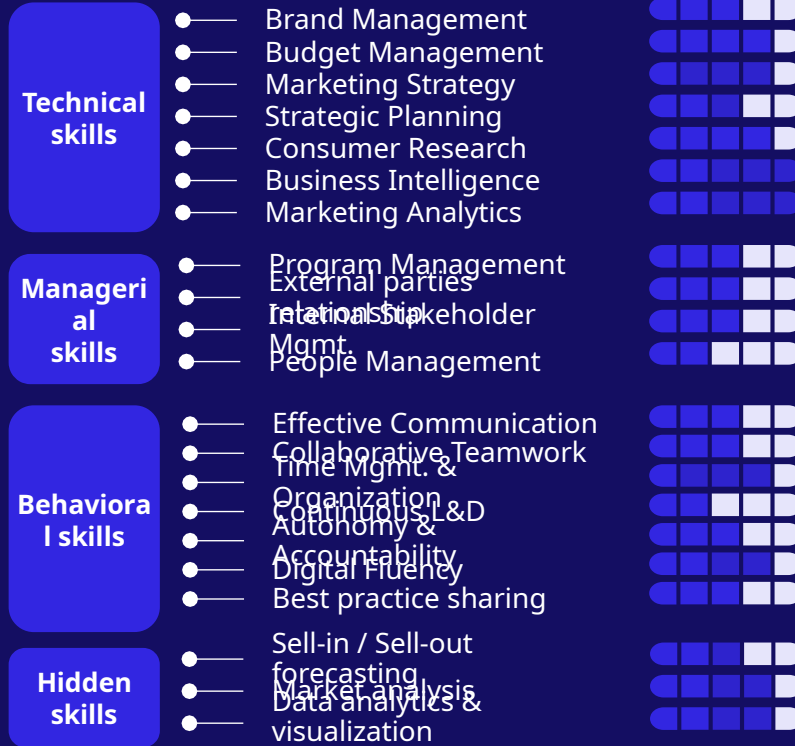 Technical
skills
Brand Management
Budget Management
Marketing Strategy
Strategic Planning
Consumer Research
Business Intelligence
Marketing Analytics
Manageri
al
skills
Program Management
External parties
relationship
Internal Stakeholder
Mgmt.
People Management
Behaviora
l skills
Effective Communication
Collaborative Teamwork
Time Mgmt. &
Organization
Continuous L&D
Autonomy &
Accountability
Digital Fluency
Best practice sharing
Hidden
skills
Sell-in / Sell-out
forecasting
Market analysis
Data analytics &
visualization